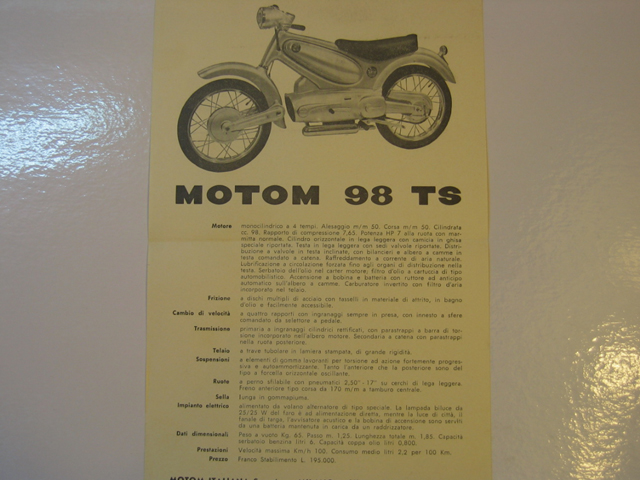 MOTOM 98 TS
Motore monocilindrico a 4 tempi. Alesaggio m/m 50. Corsa m/m 50. Cilindrata
cc. 98. Rapporto di compressione 7,65. Potenza HP 7 alla ruota con mar-
mitta normale. Cilindro orizzontale in lega leggera con camicia in ghisa
speciale riportata. Testa in lega leggera con sedi valvole riportate. Distri-
buzione a valvole in testa inclinate, con bilancieri e albero a camme in
testa comandato a catena. Raffreddamento a corrente di aria naturale.
Lubrificazione a circolazione forzata fino agli organi di distribuzione nella
testa. Serbatoio dell'olio nel carter motore; filtro d'olio a cartuccia di tipo
automobilistico. Accensione a bobina e batteria con ruttore ad anticipo
automatico sull'albero a camme. Carburatore invertito con filtro d'aria
incorporato nel telaio.
Frizione a dischi multipli di acciaio con tasselli in materiale di attrito, in bagno
d'olio e facilmente accessibile.
Cambio di velocità a quattro rapporti con ingranaggi sempre in presa, con innesto a sfere
comandato da selettore a pedale.
Trasmissione primaria a ingranaggi cilindrici rettificati, con parastrappi a barra di tor-
sione incorporato nell'albero motore. Secondaria a catena con parastrappi
nella ruota posteriore.
Telaio a trave tubolare in lamiera stampata, di grande rigidità.
Sospensioni a elementi di gomma lavoranti per torsione ad azione fortemente progres-
siva e autoammortizzante. Tanto l'anteriore che la posteriore sono del
tipo a forcella orizzontale oscillante.
Ruote a petto sfilabile con pneumatici 2,50"-17" su cerchi di lega leggera.
Freno anteriore tipo corsa da 170 m/m a tamburo centrale.
Sella lunga in gommapiuma.
Impianto elettrico alimentato da volano alternatore di tipo speciale. La lampada biluce da
25/25 W del faro è ad alimentazione diretta, mentre la luce di città, il
fanale di targa, l'avvisatore acustico e la bobina di accensione sono serviti
da una batteria mantenuta in carica da un raddrizzatore.
Dati dimensionali Peso a vuoto Kg. 65. Passo m. 1,25. Lunghezza totale m. 1,85. Capacità
serbatoio benzina litri 6. Capacità coppa olio litri 0,800.
Prestazioni Velocità massima Km/h 100. Consumo medio litri 2,2 per 100 Km.
Prezzo Franco Stabilimento L. 195.000.
MOTOM ITALIANA